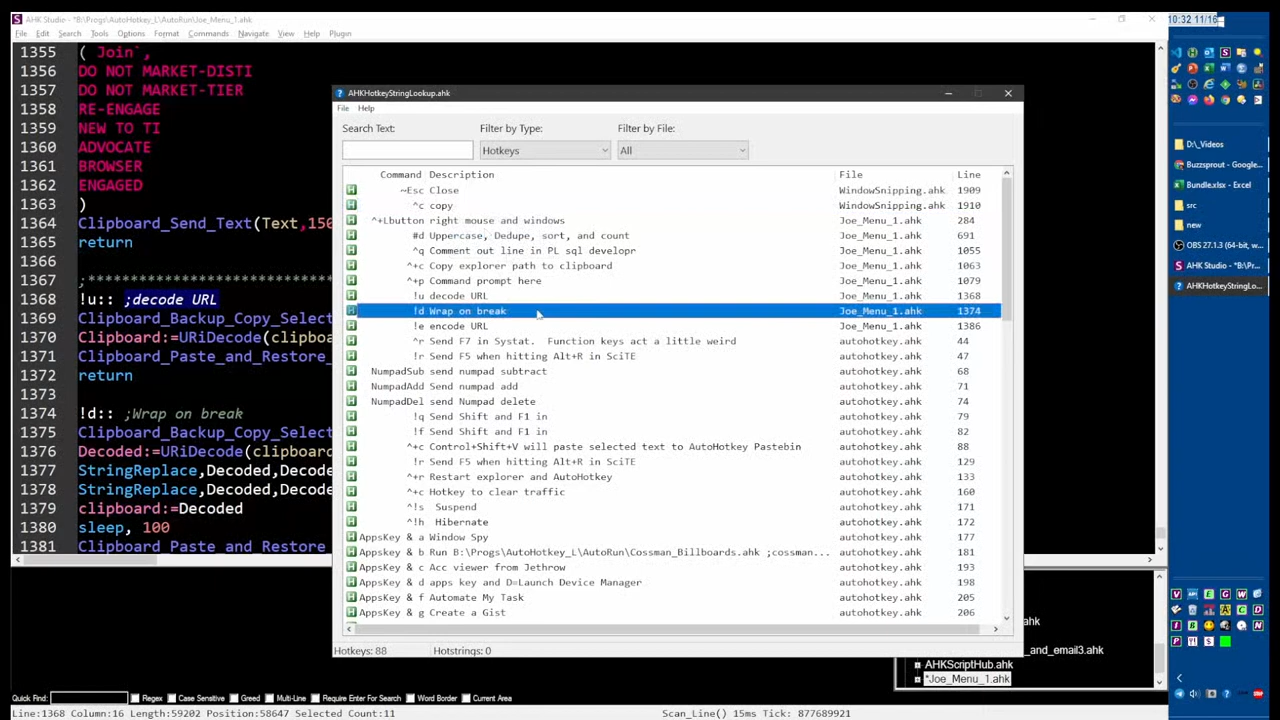 AHK Studio - *B:\Progs\AutoHotkey_L\AutoRun\Joe_Menu_1.ahk
10:32 11/16
File Edit Search Tools Options Format Commands Navigate View Help Plugin
1355 ( Join`,
1356 DO NOT MARKET-DISTI
1357 DO NOT MARKET-TIER
1358 RE-ENGAGE
1359 NEW TO TI
1360 ADVOCATE
1361 BROWSER
1362 ENGAGED
1363 )
1364 Clipboard_Send_Text(Text,150
1365 return
1366
1367 ;******************************
1368 !u:: ;decode URL
1369 Clipboard_Backup_Copy_Select
1370 Clipboard:=URiDecode(clipboa
1371 Clipboard_Paste_and_Restore_
1372 return
1373
1374 !d:: ;Wrap on break
1375 Clipboard_Backup_Copy_Select
1376 Decoded:=URiDecode(clipboard
1377 StringReplace,Decoded,Decode
1378 StringReplace,Decoded,Decode
1379 clipboard:=Decoded
1380 sleep, 100
1381 Clipboard_Paste_and_Restore_
AHKHotkeyStringLookup.ahk
File Help
Search Text: Filter by Type: Filter by File:
Hotkeys All
Command Description File Line
~Esc Close WindowSnipping.ahk 1909
^c copy WindowSnipping.ahk 1910
^+Lbutton right mouse and windows Joe_Menu_1.ahk 284
#d Uppercase, Dedupe, sort, and count Joe_Menu_1.ahk 691
^q Comment out line in PL sql developr Joe_Menu_1.ahk 1055
^+c Copy explorer path to clipboard Joe_Menu_1.ahk 1063
^+p Command prompt here Joe_Menu_1.ahk 1079
!u decode URL Joe_Menu_1.ahk 1368
!d Wrap on break Joe_Menu_1.ahk 1374
!e encode URL Joe_Menu_1.ahk 1386
^r Send F7 in Systat. Function keys act a little weird autohotkey.ahk 44
!r Send F5 when hitting Alt+R in SciTE autohotkey.ahk 47
NumpadSub send numpad subtract autohotkey.ahk 68
NumpadAdd send numpad add autohotkey.ahk 71
NumpadDel send Numpad delete autohotkey.ahk 74
!q Send Shift and F1 in autohotkey.ahk 79
!f Send Shift and F1 in autohotkey.ahk 82
^+c Control+Shift+V will paste selected text to AutoHotkey Pastebin autohotkey.ahk 88
!r Send F5 when hitting Alt+R in SciTE autohotkey.ahk 129
^+r Restart explorer and AutoHotkey autohotkey.ahk 133
^+c Hotkey to clear traffic autohotkey.ahk 160
^!s Suspend autohotkey.ahk 171
^!h Hibernate autohotkey.ahk 172
AppsKey & a Window Spy autohotkey.ahk 177
Appskey & b Run B:\Progs\AutoHotkey_L\AutoRun\Cossman_Billboards.ahk ;cossman... autohotkey.ahk 181
AppsKey & c Acc viewer from Jethrow autohotkey.ahk 193
AppsKey & d apps key and D=Launch Device Manager autohotkey.ahk 198
AppsKey & f Automate My Task autohotkey.ahk 205
AppsKey & g Create a Gist autohotkey.ahk 206
Hotkeys: 88 Hotstrings: 0
D:\_Videos
Buzzsprout - Google...
Bundle.xlsx - Excel
src
new
OBS 27.1.3 (64-bit, w...
AHK Studio - *B:\Pr...
AHKHotkeyStringLo...
ahk
_and_email3.ahk
AHKScriptHub.ahk
*Joe_Menu_1.ahk
Quick Find: Regex Case Sensitive Greed Multi-Line Require Enter For Search Word Border Current Area
Line:1368 Column:16 Length:59202 Position:58647 Selected Count:11 Scan_Line() 15ms Tick: 877689921